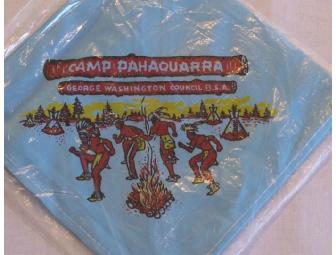 CAMP PAHAQUARRA
GEORGE WASHINGTON COUNCIL B.S.A.